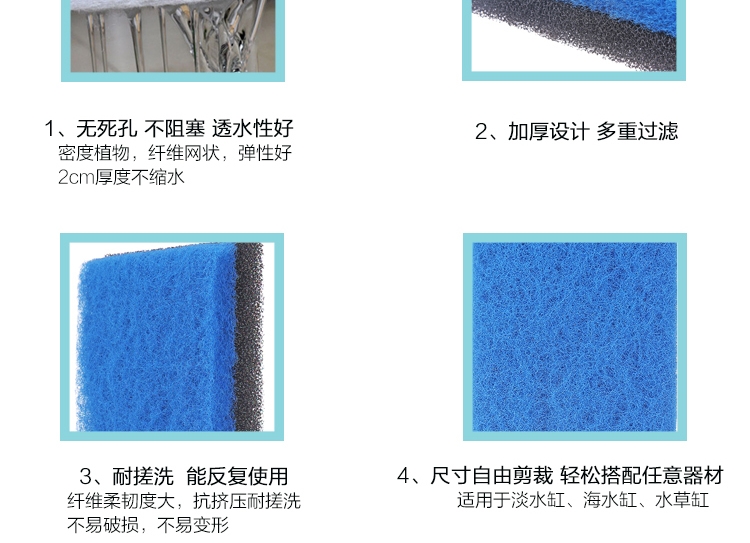 1、无死孔 不阻塞 透水性好
密度植物，纤维网状，弹性好
2cm厚度不缩水
2、加厚设计 多重过滤
3、耐搓洗 能反复使用
纤维柔韧度大，抗挤压耐搓洗
不易破损，不易变形
4、尺寸自由剪裁 轻松搭配任意器材
适用于淡水缸、海水缸、水草缸